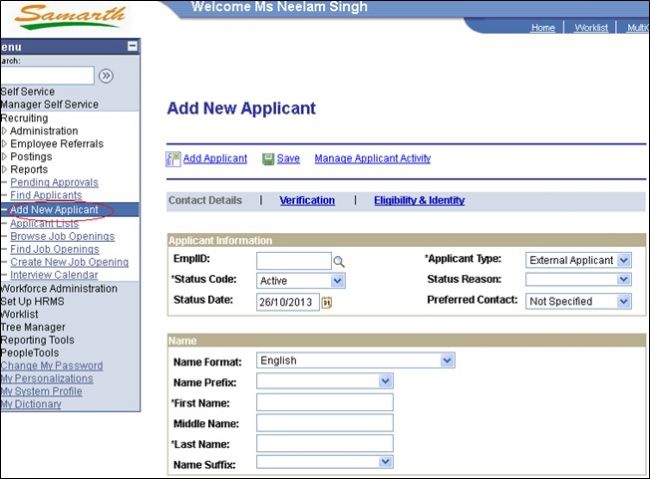 Samarth
Welcome Ms Neelam Singh
Home | Worklist |
enu
arch:
Self Service
Manager Self Service
Recruiting
Administration
Employee Referrals
Postings
Reports
Pending Approvals
Find Applicants
Add New Applicant
Applicant Lists
Browse Job Openings
Find Job Openings
Create New Job Opening
Interview Calendar
Workforce Administration
Set Up HRMS
Worklist
Tree Manager
Reporting Tools
PeopleTools
Change My Password
My Personalizations
My System Profile
My Dictionary
Add New Applicant
Add Applicant Save Manage Applicant Activity
Contact Details | Verification | Eligibility & Identity
Applicant Information
EmplID: *Applicant Type: External Applicant
*Status Code: Active Status Reason:
Status Date: 26/10/2013 31 Preferred Contact: Not Specified
Name
Name Format: English
Name Prefix:
*First Name:
Middle Name:
*Last Name:
Name Suffix: